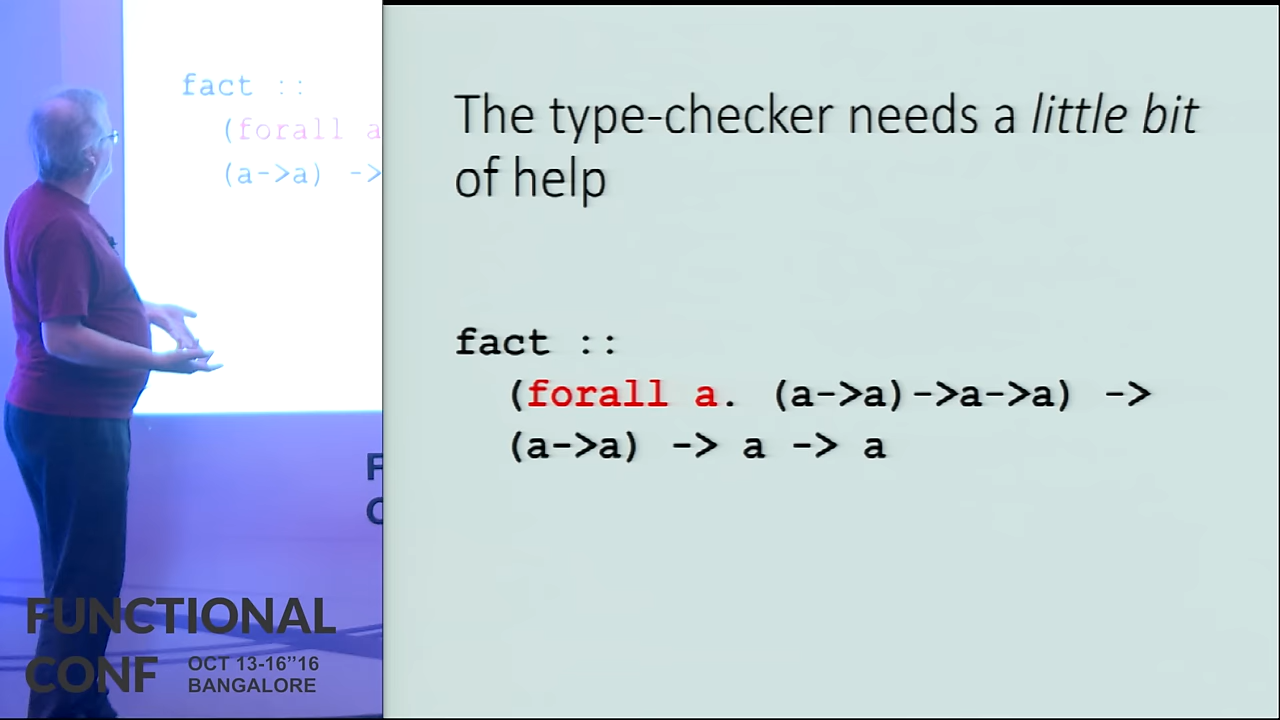 fact ::
(forall a
(a->a) ->
The type-checker needs a little bit
of help
fact ::
(forall a. (a->a)->a->a) ->
(a->a) -> a -> a
F
C
FUNCTIONAL
CONF
OCT 13-16”16
BANGALORE